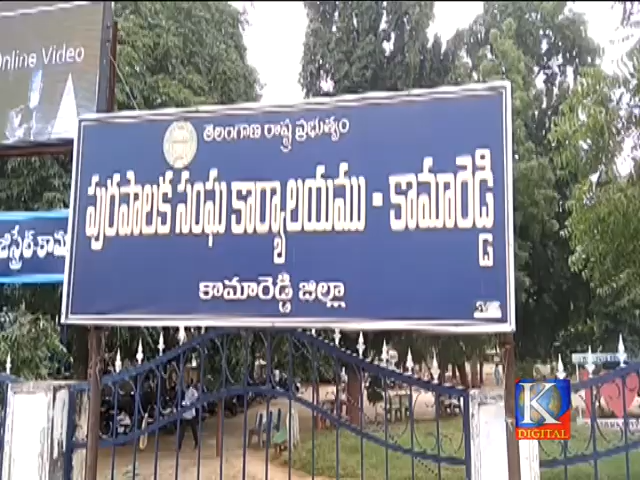 Online Video
తెలంగాణ రాష్ట్ర ప్రభుత్వం
పురపాలక సంఘ కార్యాలయము - కామారెడ్డి
కామారెడ్డి జిల్లా
K
DIGITAL